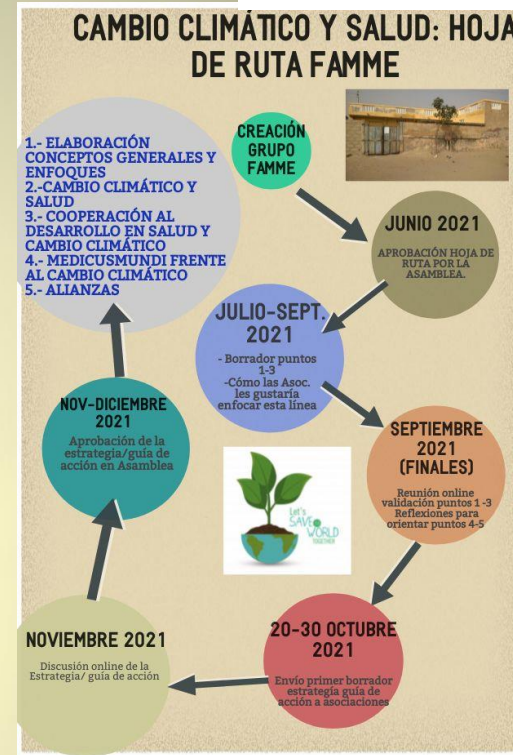 CAMBIO CLIMÁTICO Y SALUD: HOJA
DE RUTA FAMME
CREACIÓN
GRUPO
FAMME
JUNIO 2021
APROBACIÓN HOJA DE
RUTA POR LA
ASAMBLEA.
JULIO-SEPT.
2021
- Borrador puntos
1-3
-Cómo las Asoc.
les gustaría
enfocar esta línea
SEPTIEMBRE
2021
(FINALES)
Reunión online
validación puntos 1 -3
Reflexiones para
orientar puntos 4-5
20-30 OCTUBRE
2021
Envío primer borrador
estrategia guía de
acción a asociaciones
NOVIEMBRE 2021
Discusión online de la
Estrategia/ guía de acción
NOV-DICIEMBRE
2021
Aprobación de la
estrategia/guía de
acción en Asamblea
1.- ELABORACIÓN
CONCEPTOS GENERALES Y
ENFOQUES
2.-CAMBIO CLIMÁTICO Y
SALUD
3.- COOPERACIÓN AL
DESARROLLO EN SALUD Y
CAMBIO CLIMÁTICO
4.- MEDICUSMUNDI FRENTE
AL CAMBIO CLIMÁTICO
5.- ALIANZAS
Let's
SAVE
WORLD
TOGETHER